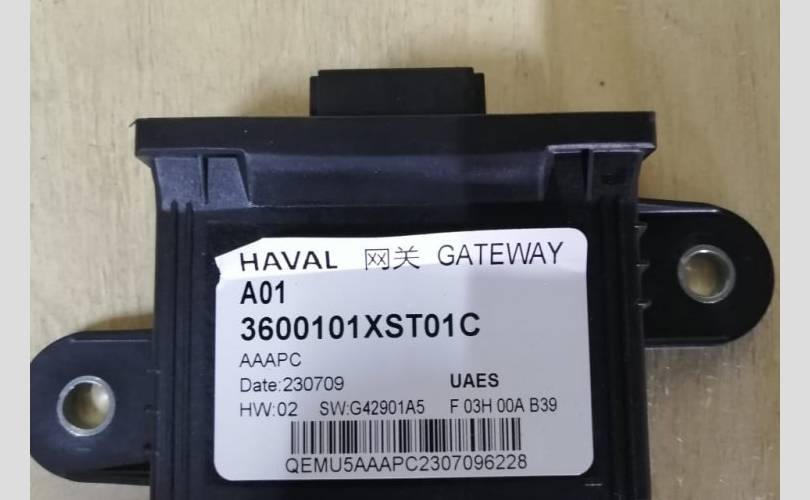 HAVAL 网关 GATEWAY
A01
3600101XST01C
AAAPC
Date:230709 UAES
HW:02 SW:G42901A5 F 03H 00A B39
QEMU5AAAPC2307096228